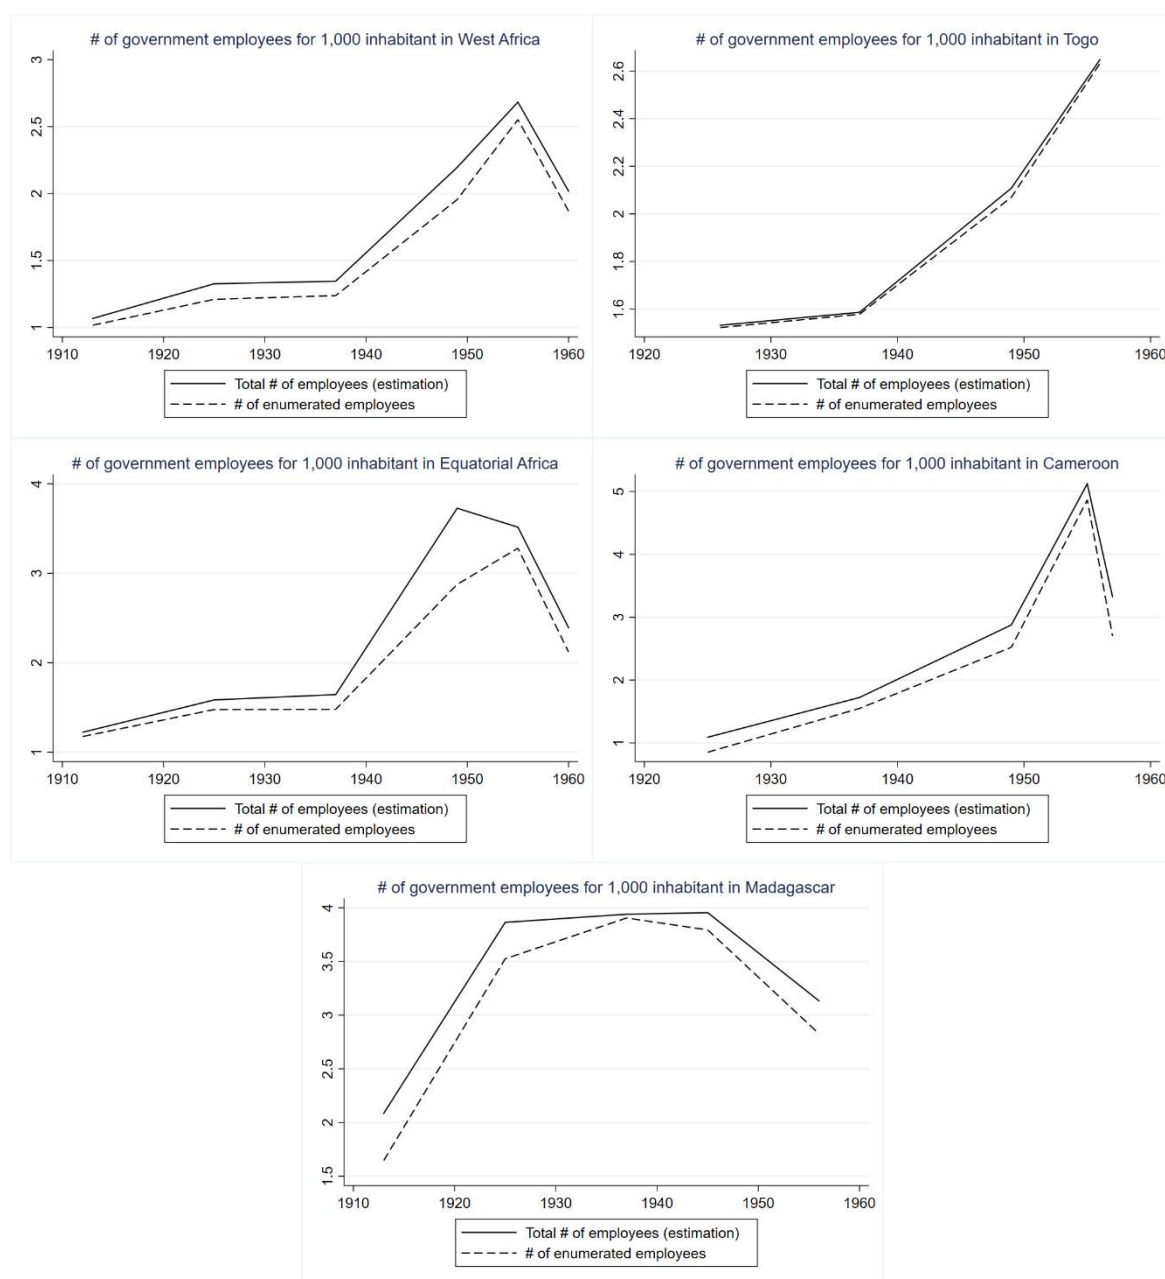 # of government employees for 1,000 inhabitant in West Africa
3
2.5
2
1.5
1
1910 1920 1930 1940 1950 1960
Total # of employees (estimation)
# of enumerated employees
# of government employees for 1,000 inhabitant in Togo
2.6
2.4
2.2
2
1.8
1.6
1920 1930 1940 1950 1960
Total # of employees (estimation)
# of enumerated employees
# of government employees for 1,000 inhabitant in Equatorial Africa
4
3
2
1
1910 1920 1930 1940 1950 1960
Total # of employees (estimation)
# of enumerated employees
# of government employees for 1,000 inhabitant in Cameroon
5
4
3
2
1
1920 1930 1940 1950 1960
Total # of employees (estimation)
# of enumerated employees
# of government employees for 1,000 inhabitant in Madagascar
4
3.5
3
2.5
2
1.5
1910 1920 1930 1940 1950 1960
Total # of employees (estimation)
# of enumerated employees